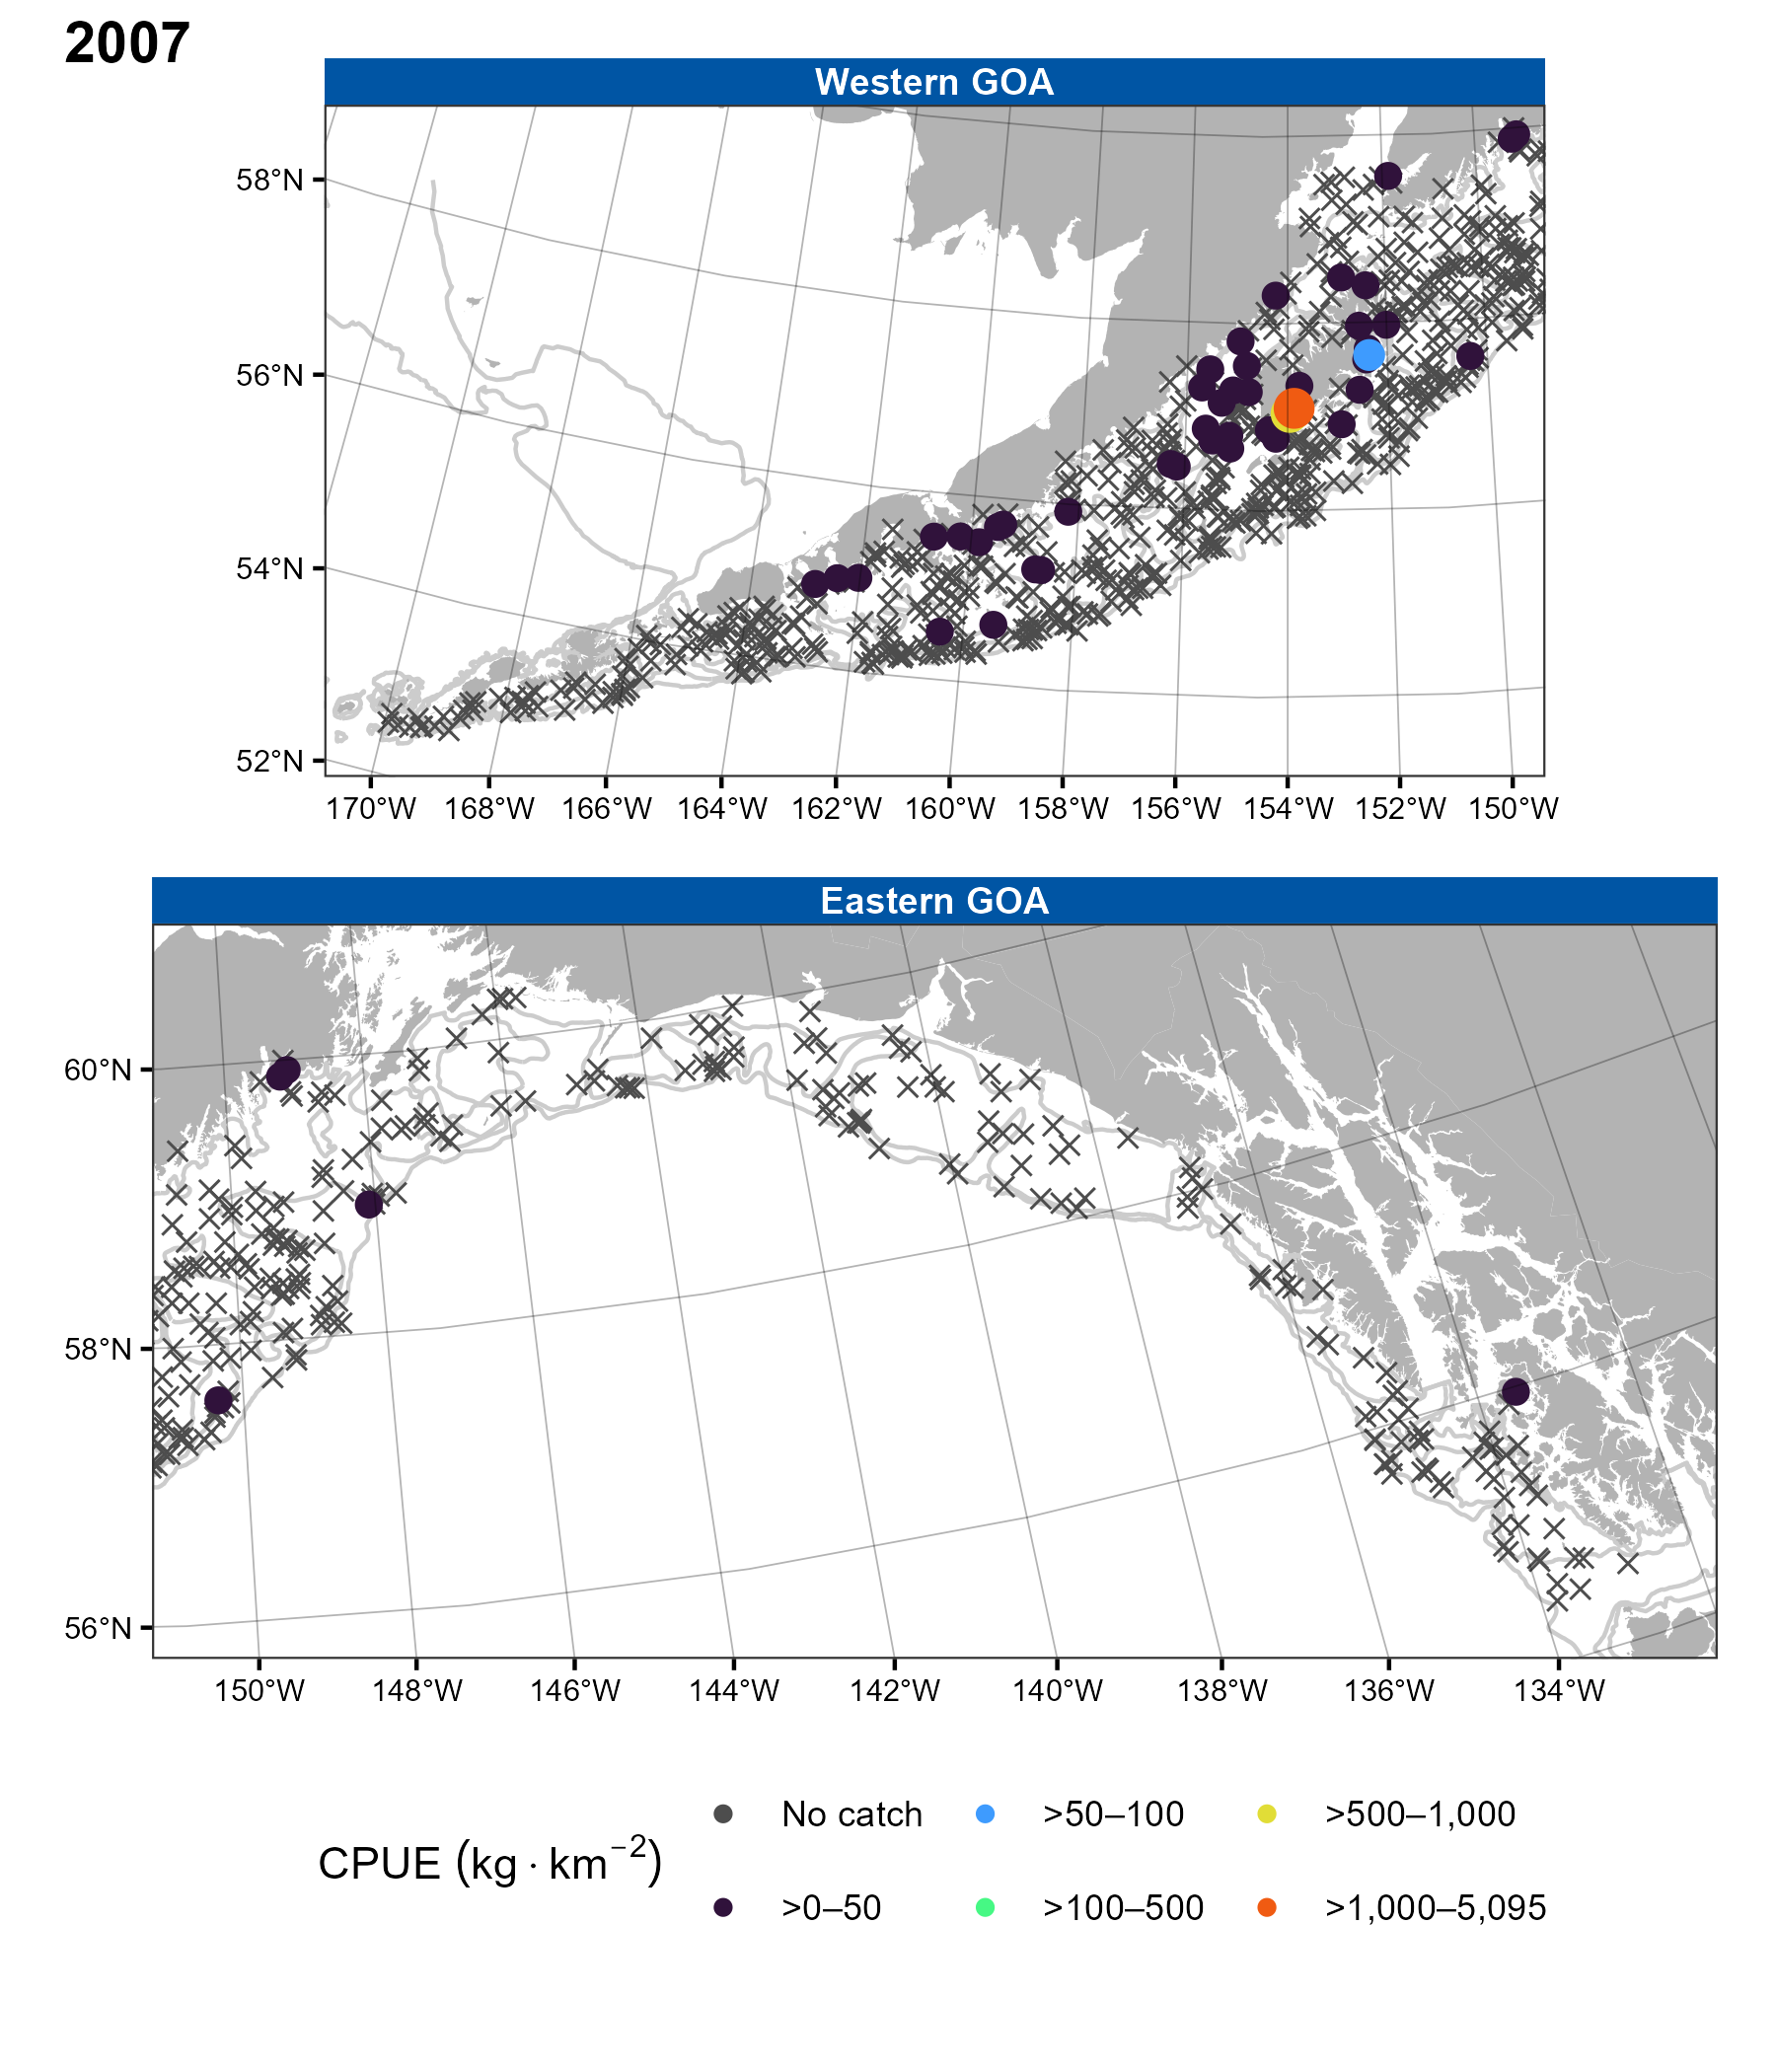 2007
Western GOA
58°N
56°N
54°N
52°N
170°W 168°W 166°W 164°W 162°W 160°W 158°W 156°W 154°W 152°W 150°W
Eastern GOA
60°N
58°N
56°N
150°W 148°W 146°W 144°W 142°W 140°W 138°W 136°W 134°W
CPUE (kg · km⁻²)
No catch >50–100 >500–1,000
>0–50 >100–500 >1,000–5,095